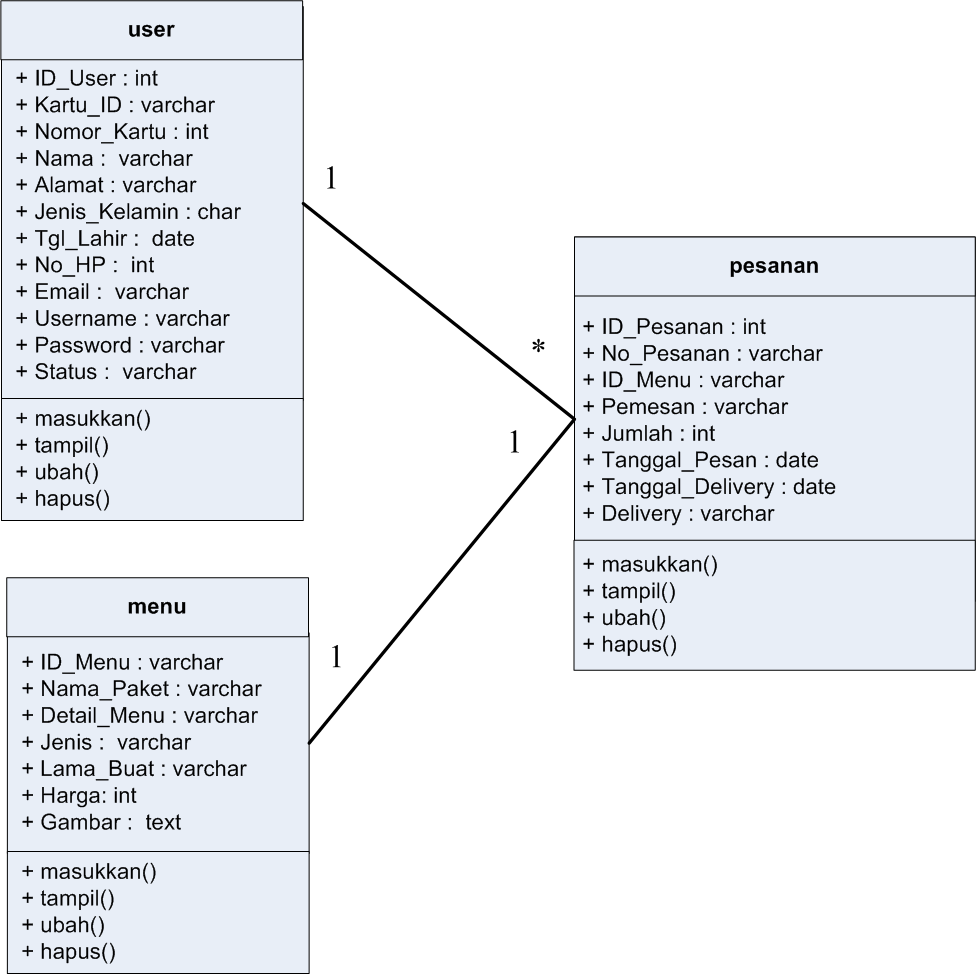 user
+ ID_User : int
+ Kartu_ID : varchar
+ Nomor_Kartu : int
+ Nama :  varchar
+ Alamat : varchar
+ Jenis_Kelamin : char
+ Tgl_Lahir :  date
+ No_HP :  int
+ Email :  varchar
+ Username : varchar
+ Password : varchar
+ Status :  varchar
+ masukkan()
+ tampil()
+ ubah()
+ hapus()
1
*
1
1
pesanan
+ ID_Pesanan : int
+ No_Pesanan : varchar
+ ID_Menu : varchar
+ Pemesan : varchar
+ Jumlah : int
+ Tanggal_Pesan : date
+ Tanggal_Delivery : date
+ Delivery : varchar
+ masukkan()
+ tampil()
+ ubah()
+ hapus()
menu
+ ID_Menu : varchar
+ Nama_Paket : varchar
+ Detail_Menu : varchar
+ Jenis :  varchar
+ Lama_Buat : varchar
+ Harga: int
+ Gambar :  text
+ masukkan()
+ tampil()
+ ubah()
+ hapus()